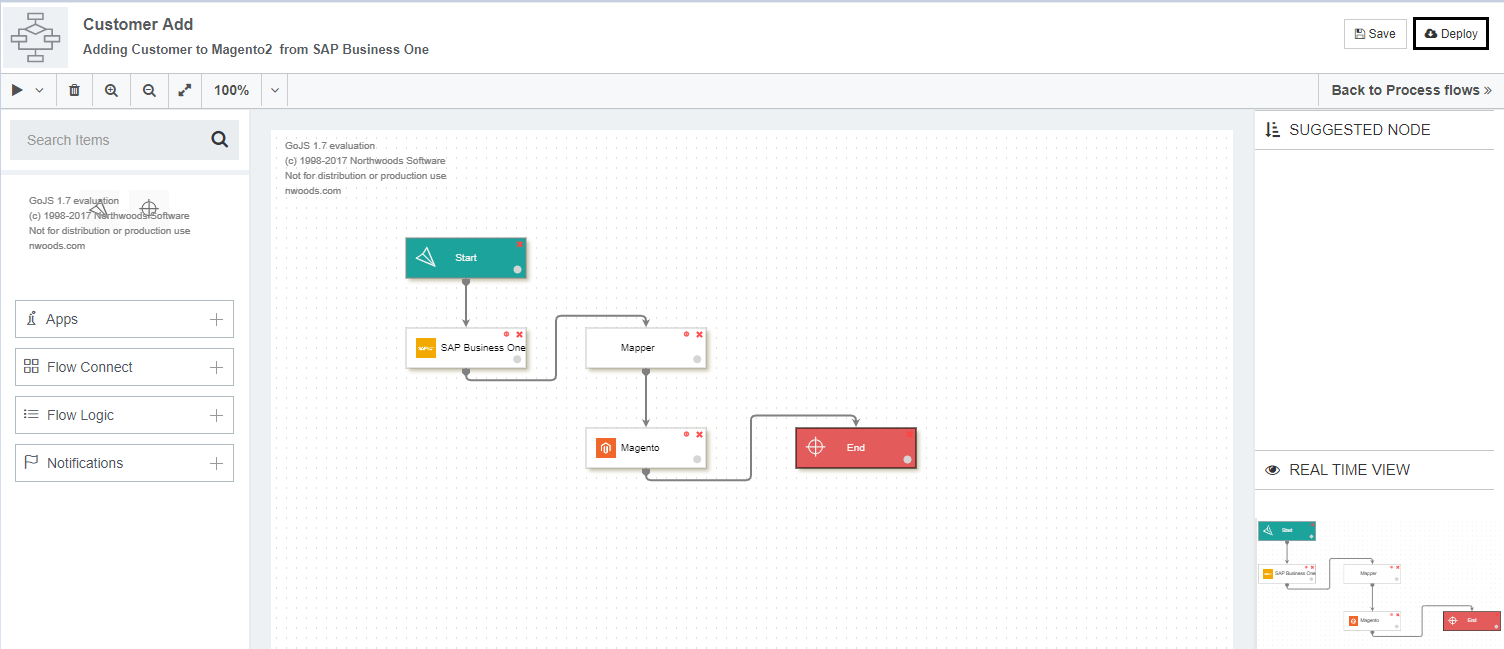 Customer Add
Adding Customer to Magento2 from SAP Business One
Save
Deploy
100%
Back to Process flows »
Search Items
GoJS 1.7 evaluation
(c) 1998-2017 Northwoods Software
Not for distribution or production use
nwoods.com
Apps
Flow Connect
Flow Logic
Notifications
GoJS 1.7 evaluation
(c) 1998-2017 Northwoods Software
Not for distribution or production use
nwoods.com
Start
SAP Business One
Mapper
Magento
End
SUGGESTED NODE
REAL TIME VIEW
Start
SAP Business One
Mapper
Magento
End